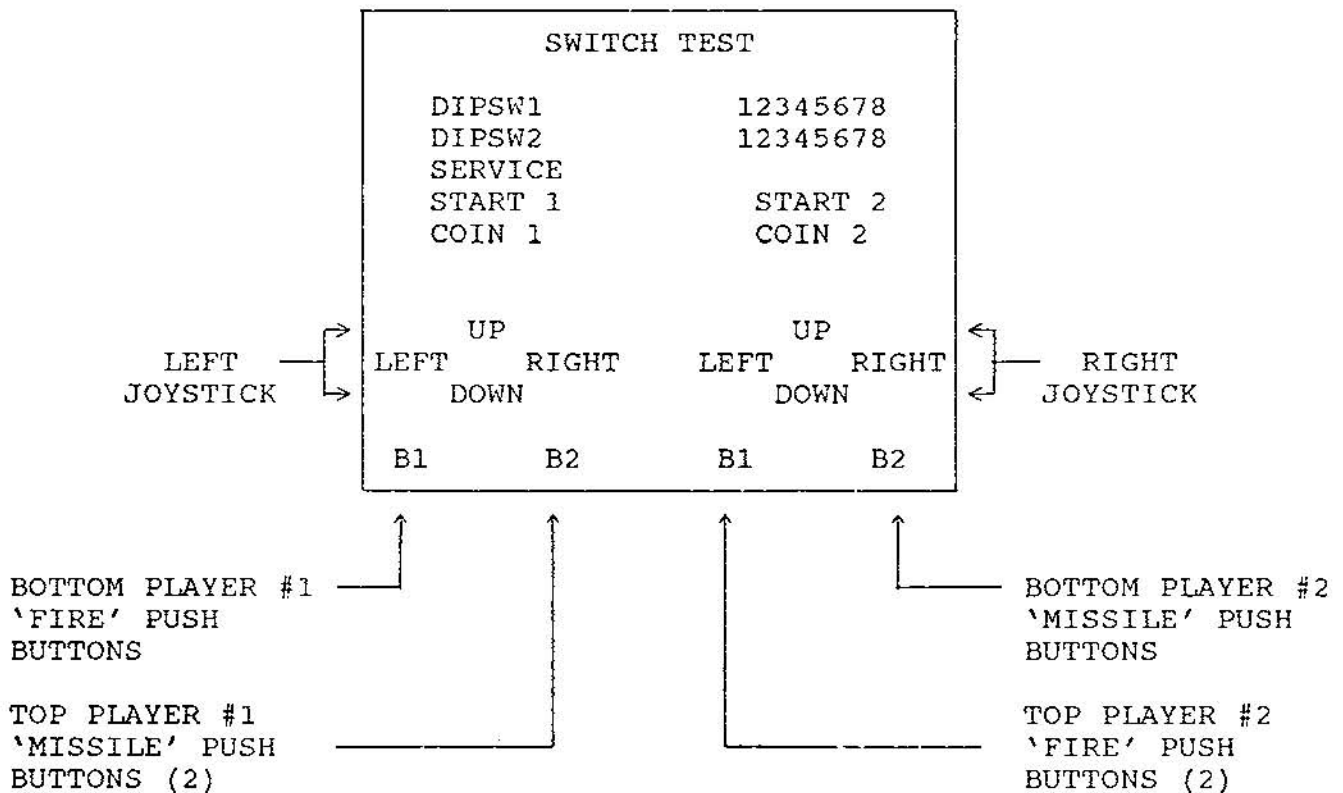 SWITCH TEST
DIPSW1 12345678
DIPSW2 12345678
SERVICE
START 1 START 2
COIN 1 COIN 2
UP UP
LEFT LEFT RIGHT LEFT RIGHT RIGHT
JOYSTICK DOWN DOWN JOYSTICK
B1 B2 B1 B2
BOTTOM PLAYER #1
'FIRE' PUSH
BUTTONS
BOTTOM PLAYER #2
'MISSILE' PUSH
BUTTONS
TOP PLAYER #1
'MISSILE' PUSH
BUTTONS (2)
TOP PLAYER #2
'FIRE' PUSH
BUTTONS (2)